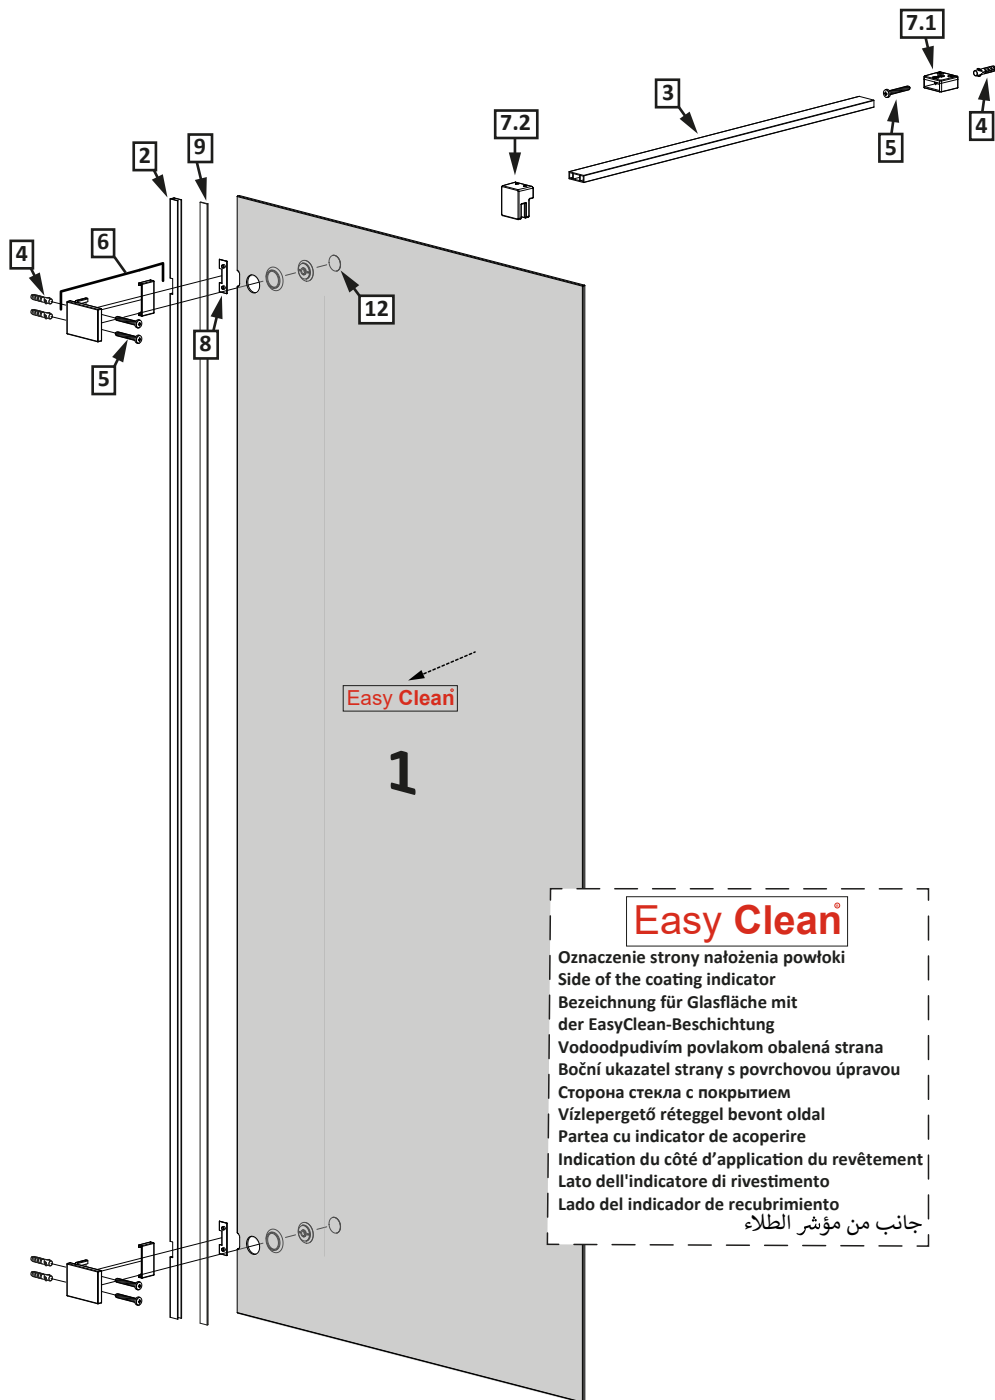 7.1
3
7.2
5
4
2
9
4
6
12
8
5
Easy Clean®
1
Easy Clean®
Oznaczenie strony nałożenia powłoki
Side of the coating indicator
Bezeichnung für Glasfläche mit
der EasyClean-Beschichtung
Vodoodpudivím povlakom obalená strana
Boční ukazatel strany s povrchovou úpravou
Сторона стекла с покрытием
Vízlepergető réteggel bevont oldal
Partea cu indicator de acoperire
Indication du côté d’application du revêtement
Lato dell'indicatore di rivestimento
Lado del indicador de recubrimiento
جانب من مؤشر الطلاء